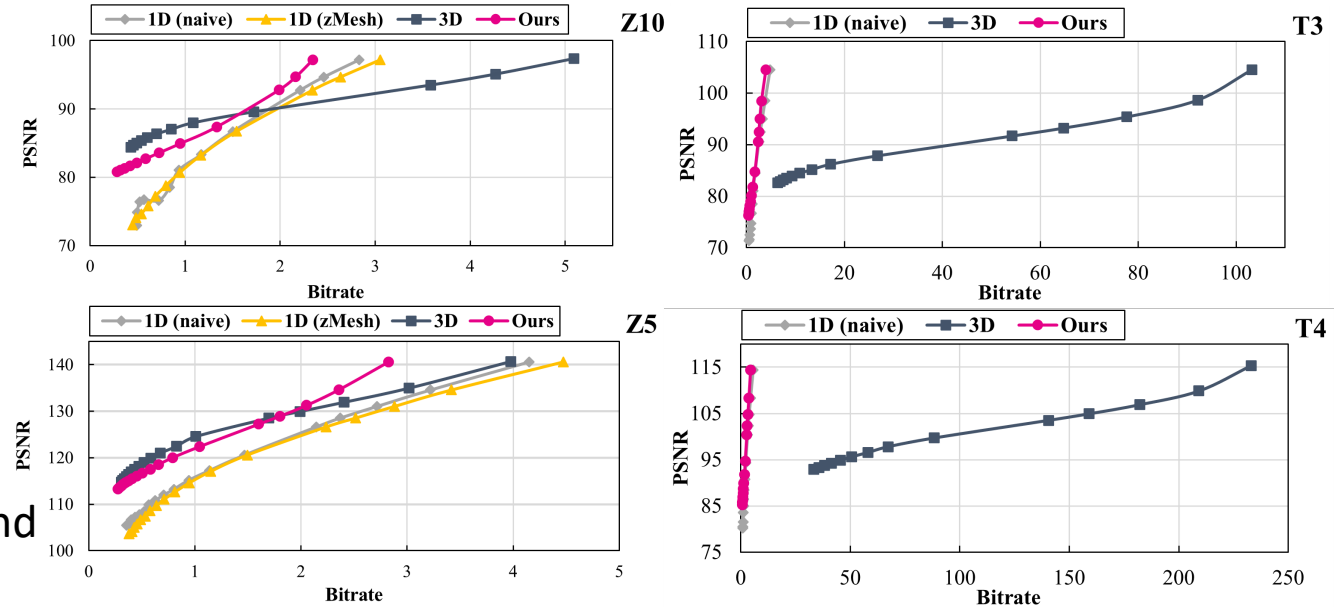 1D (naive) 1D (zMesh) 3D Ours
Z10
100
90
80
70
PSNR
0 1 2 3 4 5
Bitrate
1D (naive) 3D Ours
T3
110
100
90
80
70
PSNR
0 20 40 60 80 100
Bitrate
1D (naive) 1D (zMesh) 3D Ours
Z5
140
130
120
110
100
PSNR
0 1 2 3 4 5
Bitrate
nd
1D (naive) 3D Ours
T4
115
105
95
85
75
PSNR
0 50 100 150 200 250
Bitrate